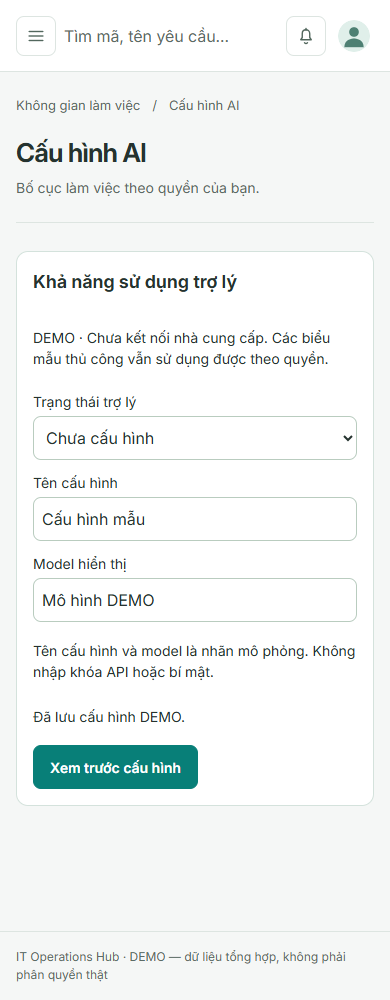 Tìm mã, tên yêu cầu...
Không gian làm việc / Cấu hình AI
Cấu hình AI
Bố cục làm việc theo quyền của bạn.
Khả năng sử dụng trợ lý
DEMO · Chưa kết nối nhà cung cấp. Các biểu
mẫu thủ công vẫn sử dụng được theo quyền.
Trạng thái trợ lý
Chưa cấu hình
Tên cấu hình
Cấu hình mẫu
Model hiển thị
Mô hình DEMO
Tên cấu hình và model là nhãn mô phỏng. Không
nhập khóa API hoặc bí mật.
Đã lưu cấu hình DEMO.
Xem trước cấu hình
IT Operations Hub · DEMO — dữ liệu tổng hợp, không phải
phân quyền thật